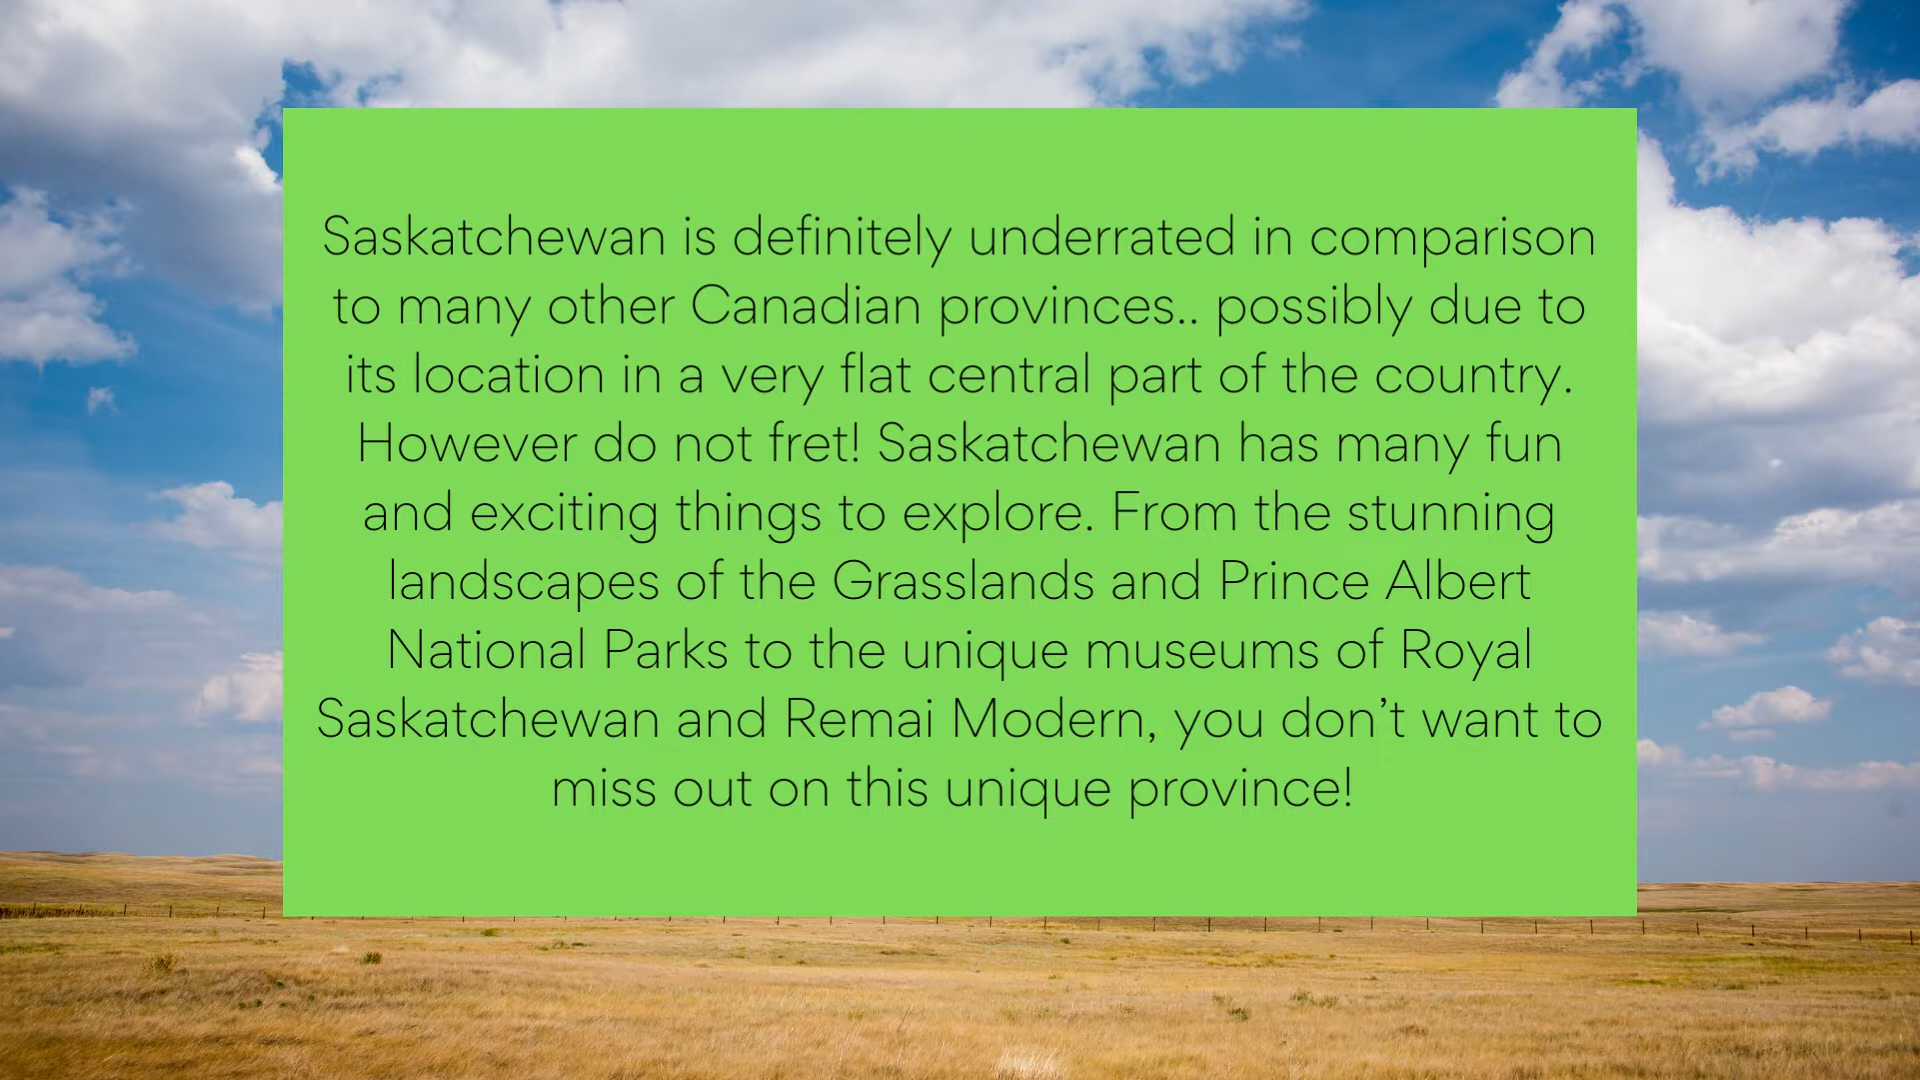 Saskatchewan is definitely underrated in comparison
to many other Canadian provinces.. possibly due to
its location in a very flat central part of the country.
However do not fret! Saskatchewan has many fun
and exciting things to explore. From the stunning
landscapes of the Grasslands and Prince Albert
National Parks to the unique museums of Royal
Saskatchewan and Remai Modern, you don’t want to
miss out on this unique province!